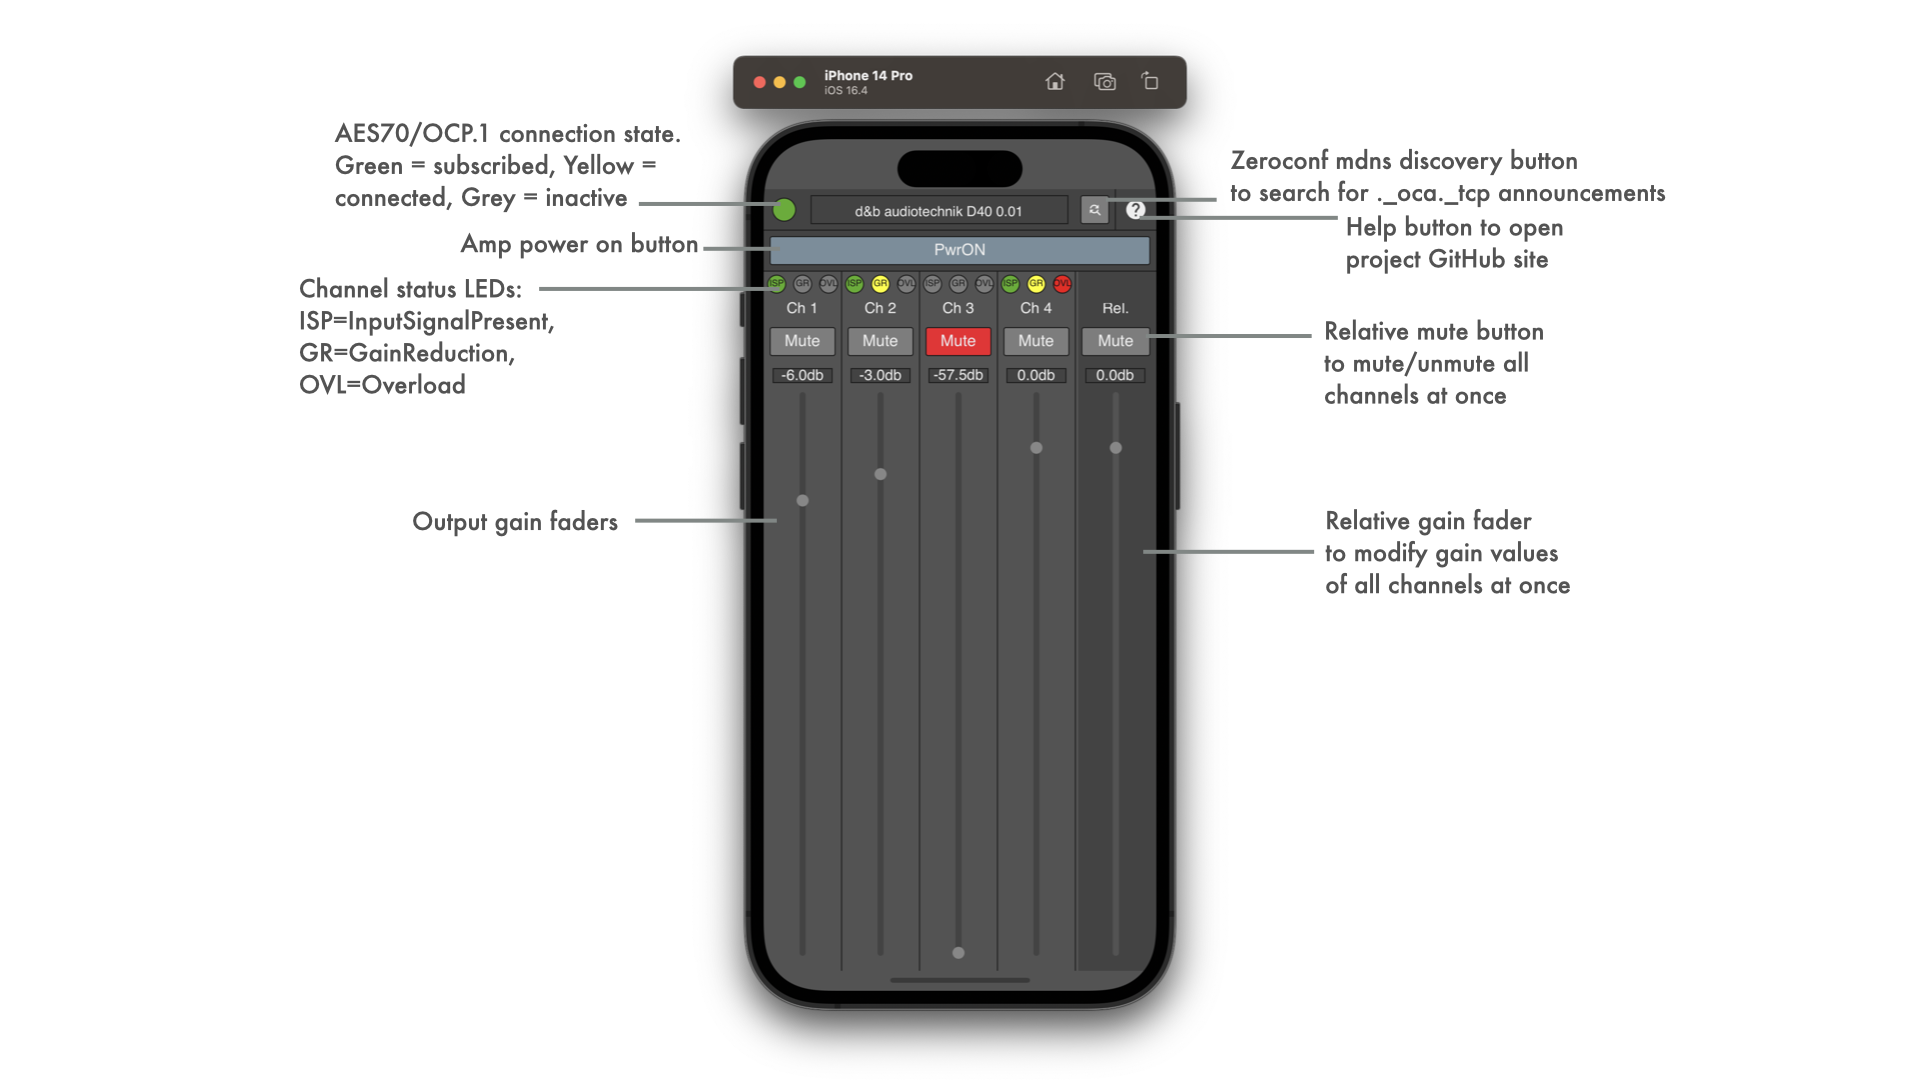 iPhone 14 Pro
iOS 16.4
AES70/OCP.1 connection state.
Green = subscribed, Yellow =
connected, Grey = inactive
Amp power on button
Channel status LEDs:
ISP=InputSignalPresent,
GR=GainReduction,
OVL=Overload
Output gain faders
d&b audiotechnik D40 0.01
?
PwrON
ISP GR OVL ISP GR OVL ISP GR OVL ISP GR OVL
Ch 1 Ch 2 Ch 3 Ch 4 Rel.
Mute Mute Mute Mute Mute
-6.0db -3.0db -57.5db 0.0db 0.0db
Zeroconf mdns discovery button
to search for ._oca._tcp announcements
Help button to open
project GitHub site
Relative mute button
to mute/unmute all
channels at once
Relative gain fader
to modify gain values
of all channels at once